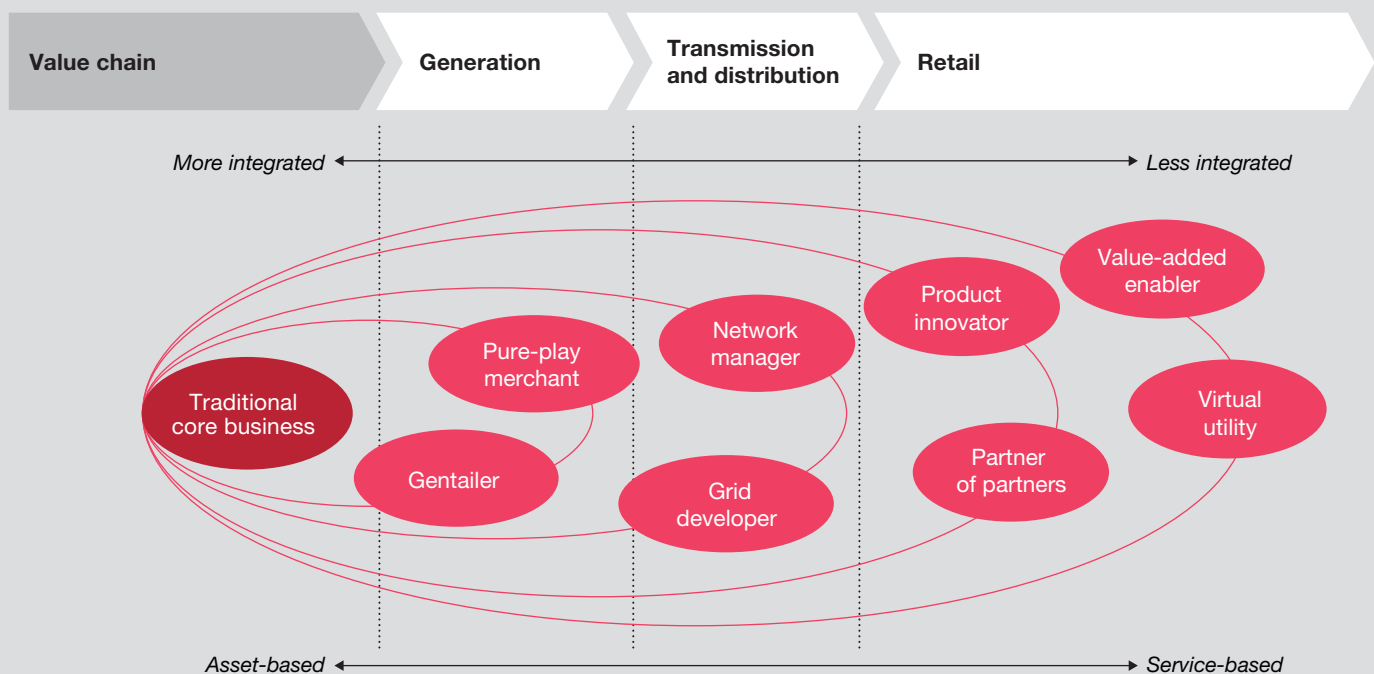 Value chain
Generation
Transmission
and distribution
Retail
More integrated
Less integrated
Value-added
enabler
Product
innovator
Network
manager
Pure-play
merchant
Traditional
core business
Virtual
utility
Gentailer
Grid
developer
Partner
of partners
Asset-based
Service-based